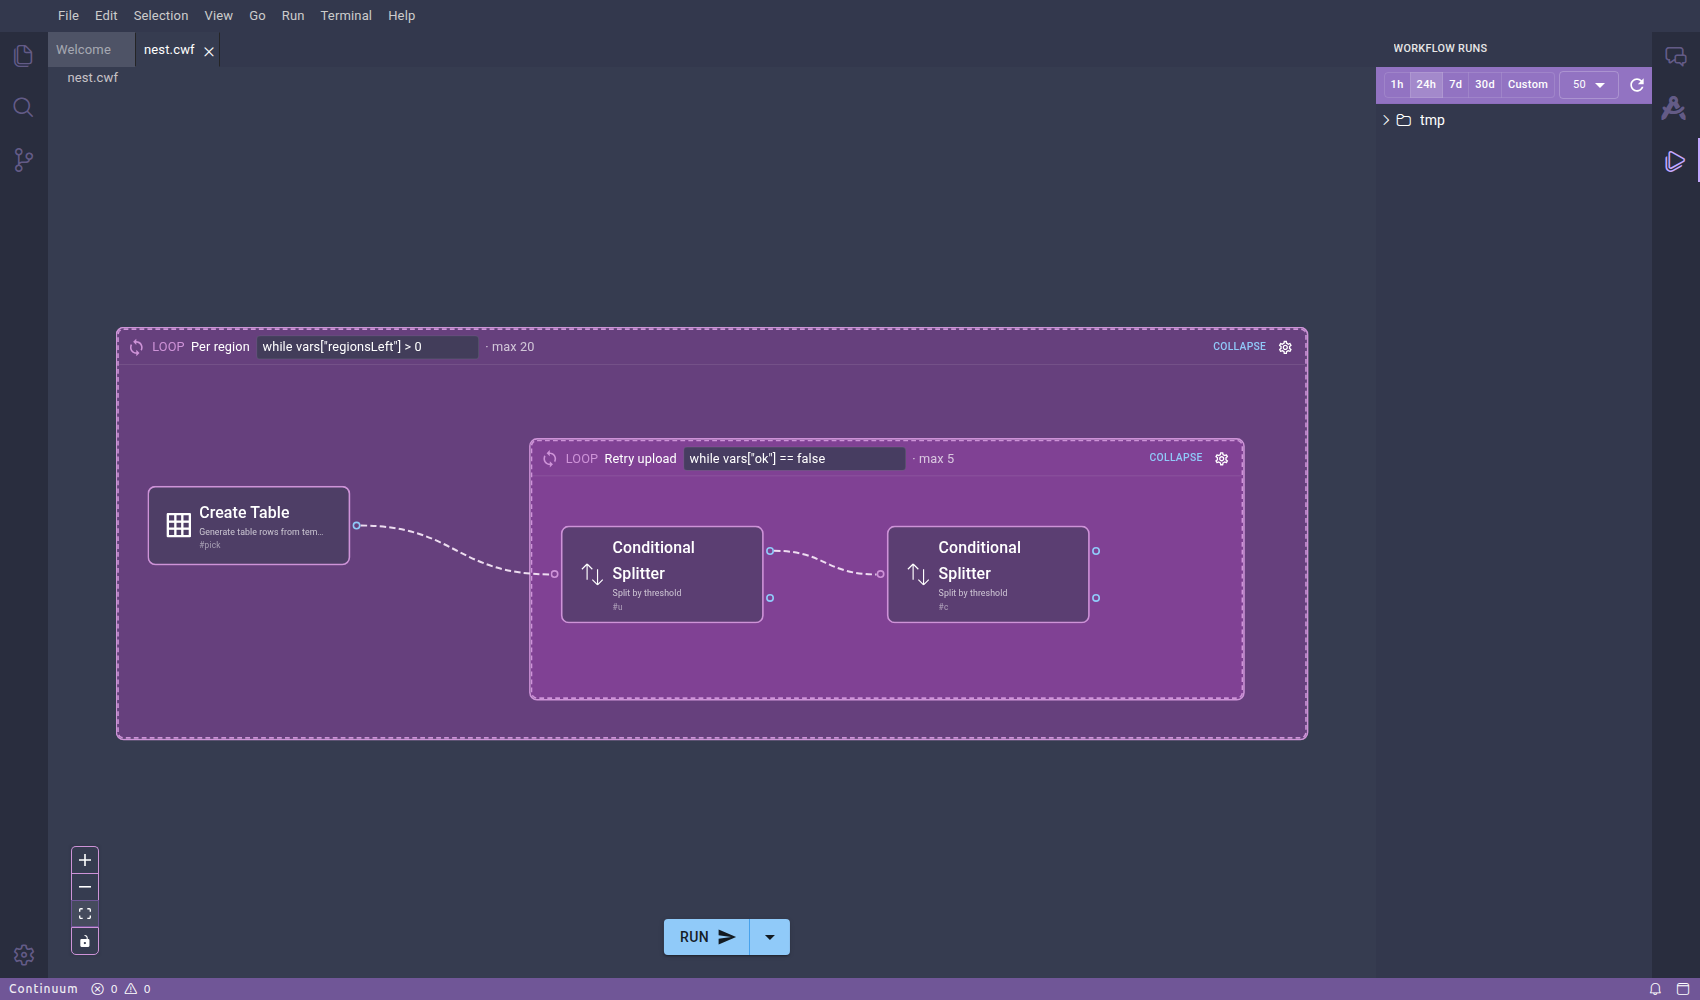 File Edit Selection View Go Run Terminal Help
Welcome nest.cwf
nest.cwf
WORKFLOW RUNS
1h 24h 7d 30d Custom 50
tmp
LOOP Per region while vars["regionsLeft"] > 0 · max 20 COLLAPSE
LOOP Retry upload while vars["ok"] == false · max 5 COLLAPSE
Create Table
Generate table rows from tem...
#pick
Conditional
Splitter
Split by threshold
#u
Conditional
Splitter
Split by threshold
#c
RUN
Continuum 0 0